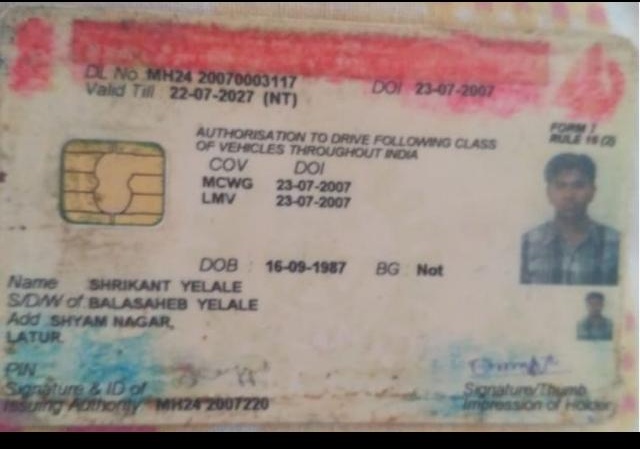 DL No MH24 20070003117 DOI 23-07-2007
Valid Till 22-07-2027 (NT)
FORM 7
RULE 16 (2)
AUTHORISATION TO DRIVE FOLLOWING CLASS
OF VEHICLES THROUGHOUT INDIA
COV DOI
MCWG 23-07-2007
LMV 23-07-2007
DOB : 16-09-1987 BG : Not
Name SHRIKANT YELALE
S/D/W of BALASAHEB YELALE
Add SHYAM NAGAR,
LATUR.
PIN
Signature & ID of
Issuing Authority MH24 2007220
Signature/Thumb
Impression of Holder